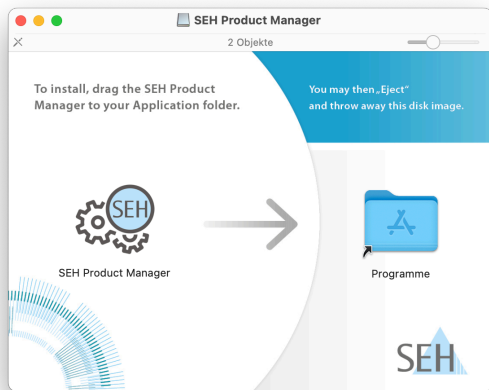 SEH Product Manager
2 Objekte
To install, drag the SEH Product
Manager to your Application folder.
You may then „Eject“
and throw away this disk image.
SEH
SEH Product Manager
Programme
SEH